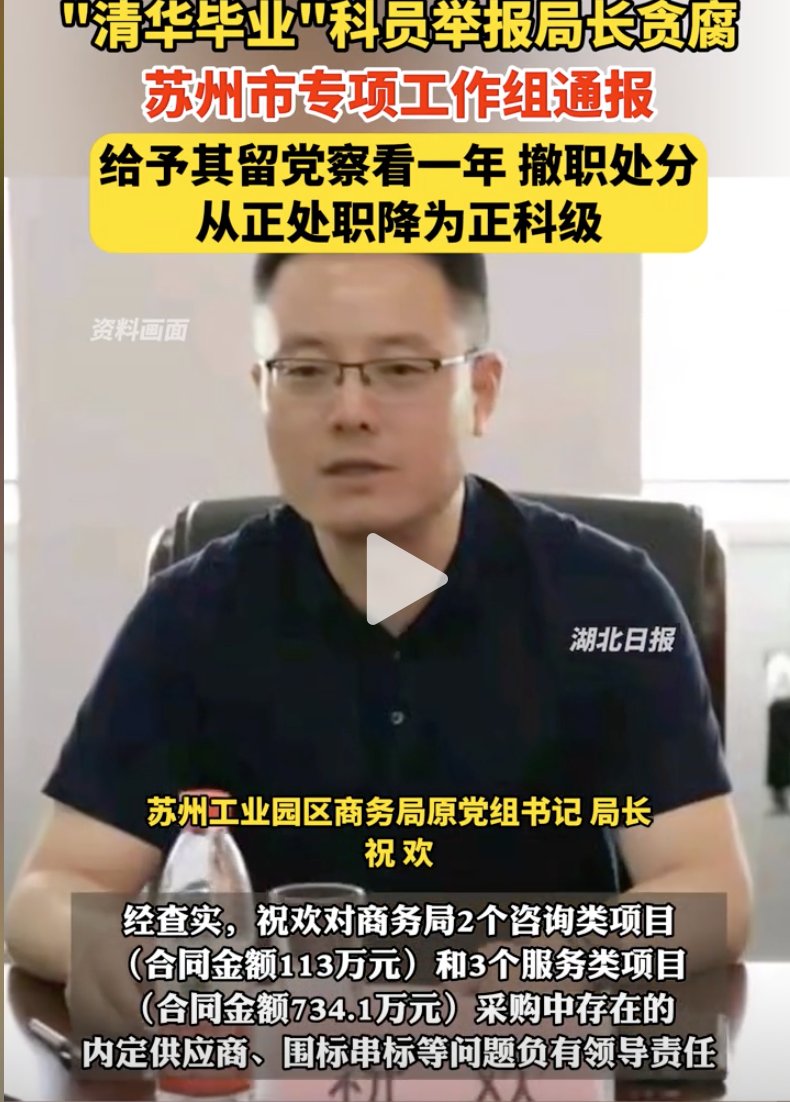 "清华毕业"科员举报局长贪腐
苏州市专项工作组通报
给予其留党察看一年 撤职处分
从正处职降为正科级
资料画面
湖北日报
苏州工业园区商务局原党组书记 局长
祝 欢
经查实，祝欢对商务局2个咨询类项目
（合同金额113万元）和3个服务类项目
（合同金额734.1万元）采购中存在的
内定供应商、围标串标等问题负有领导责任
祝 欢